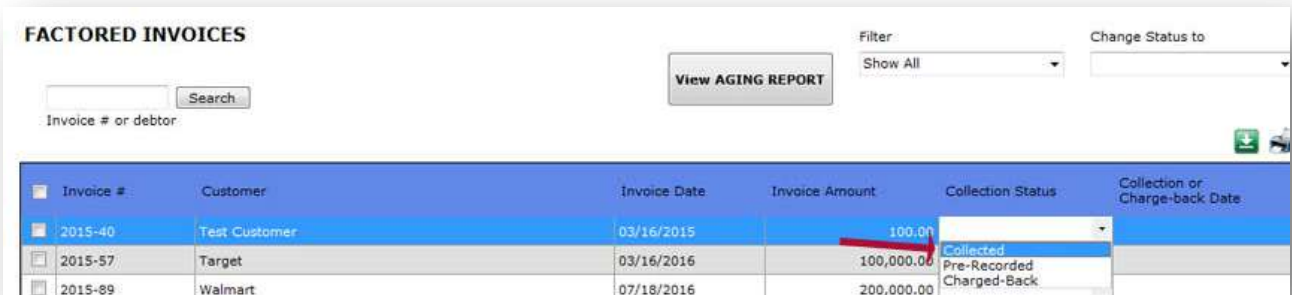 FACTORED INVOICES
Filter
Change Status to
Show All
View AGING REPORT
Search
Invoice # or debtor
Invoice #
Customer
Invoice Date
Invoice Amount
Collection Status
Collection or
Charge-back Date
2015-40
Test Customer
03/16/2015
100.00
Collected
Pre-Recorded
Charged-Back
2015-57
Target
03/16/2016
100,000.00
2015-89
Walmart
07/18/2016
200,000.00